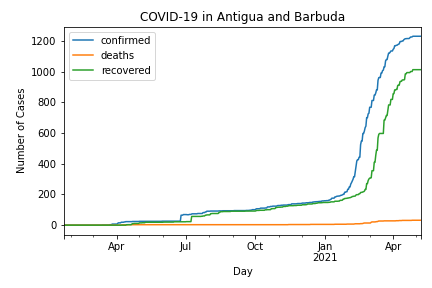 COVID-19 in Antigua and Barbuda
confirmed
deaths
recovered
Number of Cases
1200
1000
800
600
400
200
0
Apr
Jul
Oct
Jan
2021
Apr
Day